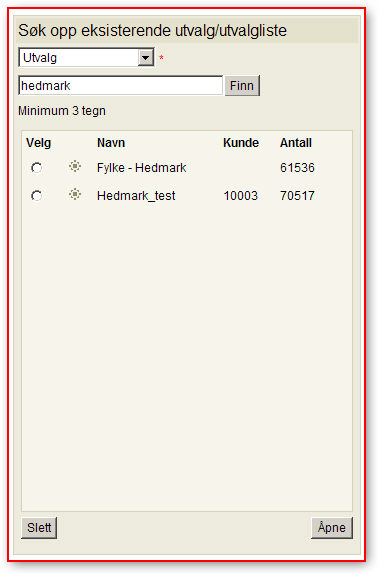 Søk opp eksisterende utvalg/utvalgliste
Utvalg *
hedmark Finn
Minimum 3 tegn
Velg Navn Kunde Antall
Fylke - Hedmark 61536
Hedmark_test 10003 70517
Slett Åpne